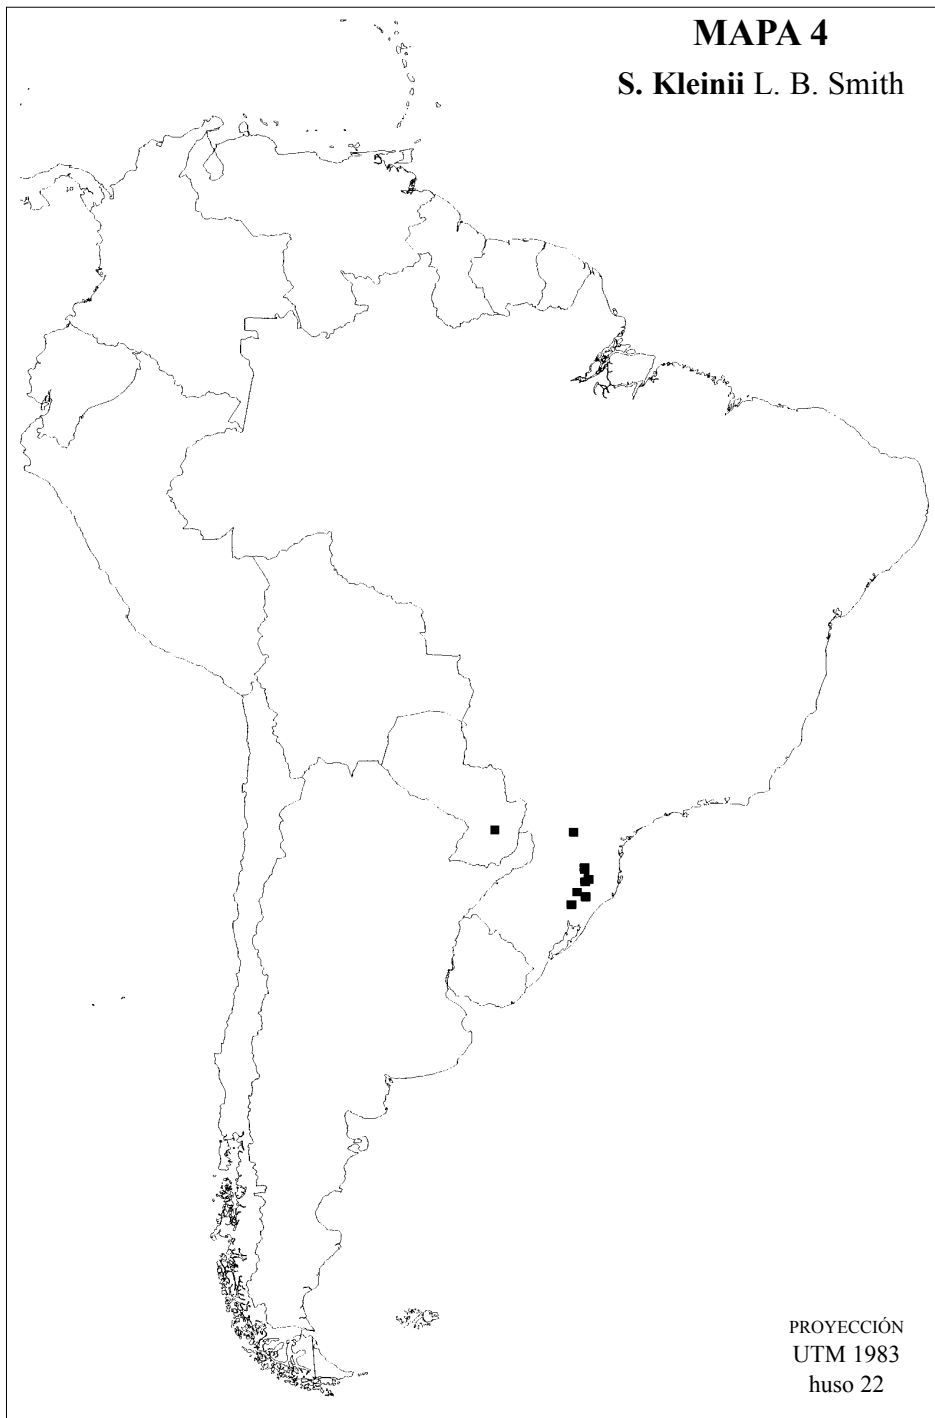 MAPA 4
S. Kleinii L. B. Smith
PROYECCIÓN
UTM 1983
huso 22